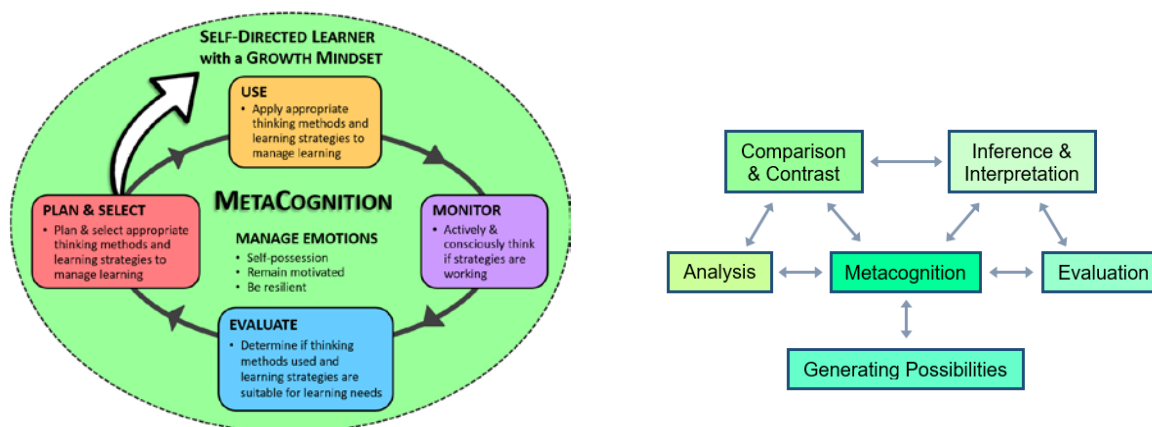 SELF-DIRECTED LEARNER
with a GROWTH MINDSET
USE
• Apply appropriate
thinking methods and
learning strategies to
manage learning
PLAN & SELECT
• Plan & select appropriate
thinking methods and
learning strategies to
manage learning
METACOGNITION
MANAGE EMOTIONS
• Self-possession
• Remain motivated
• Be resilient
MONITOR
• Actively &
consciously think
if strategies are
working
EVALUATE
• Determine if thinking
methods used and
learning strategies are
suitable for learning needs
Comparison
& Contrast
Inference &
Interpretation
Analysis
Metacognition
Evaluation
Generating Possibilities